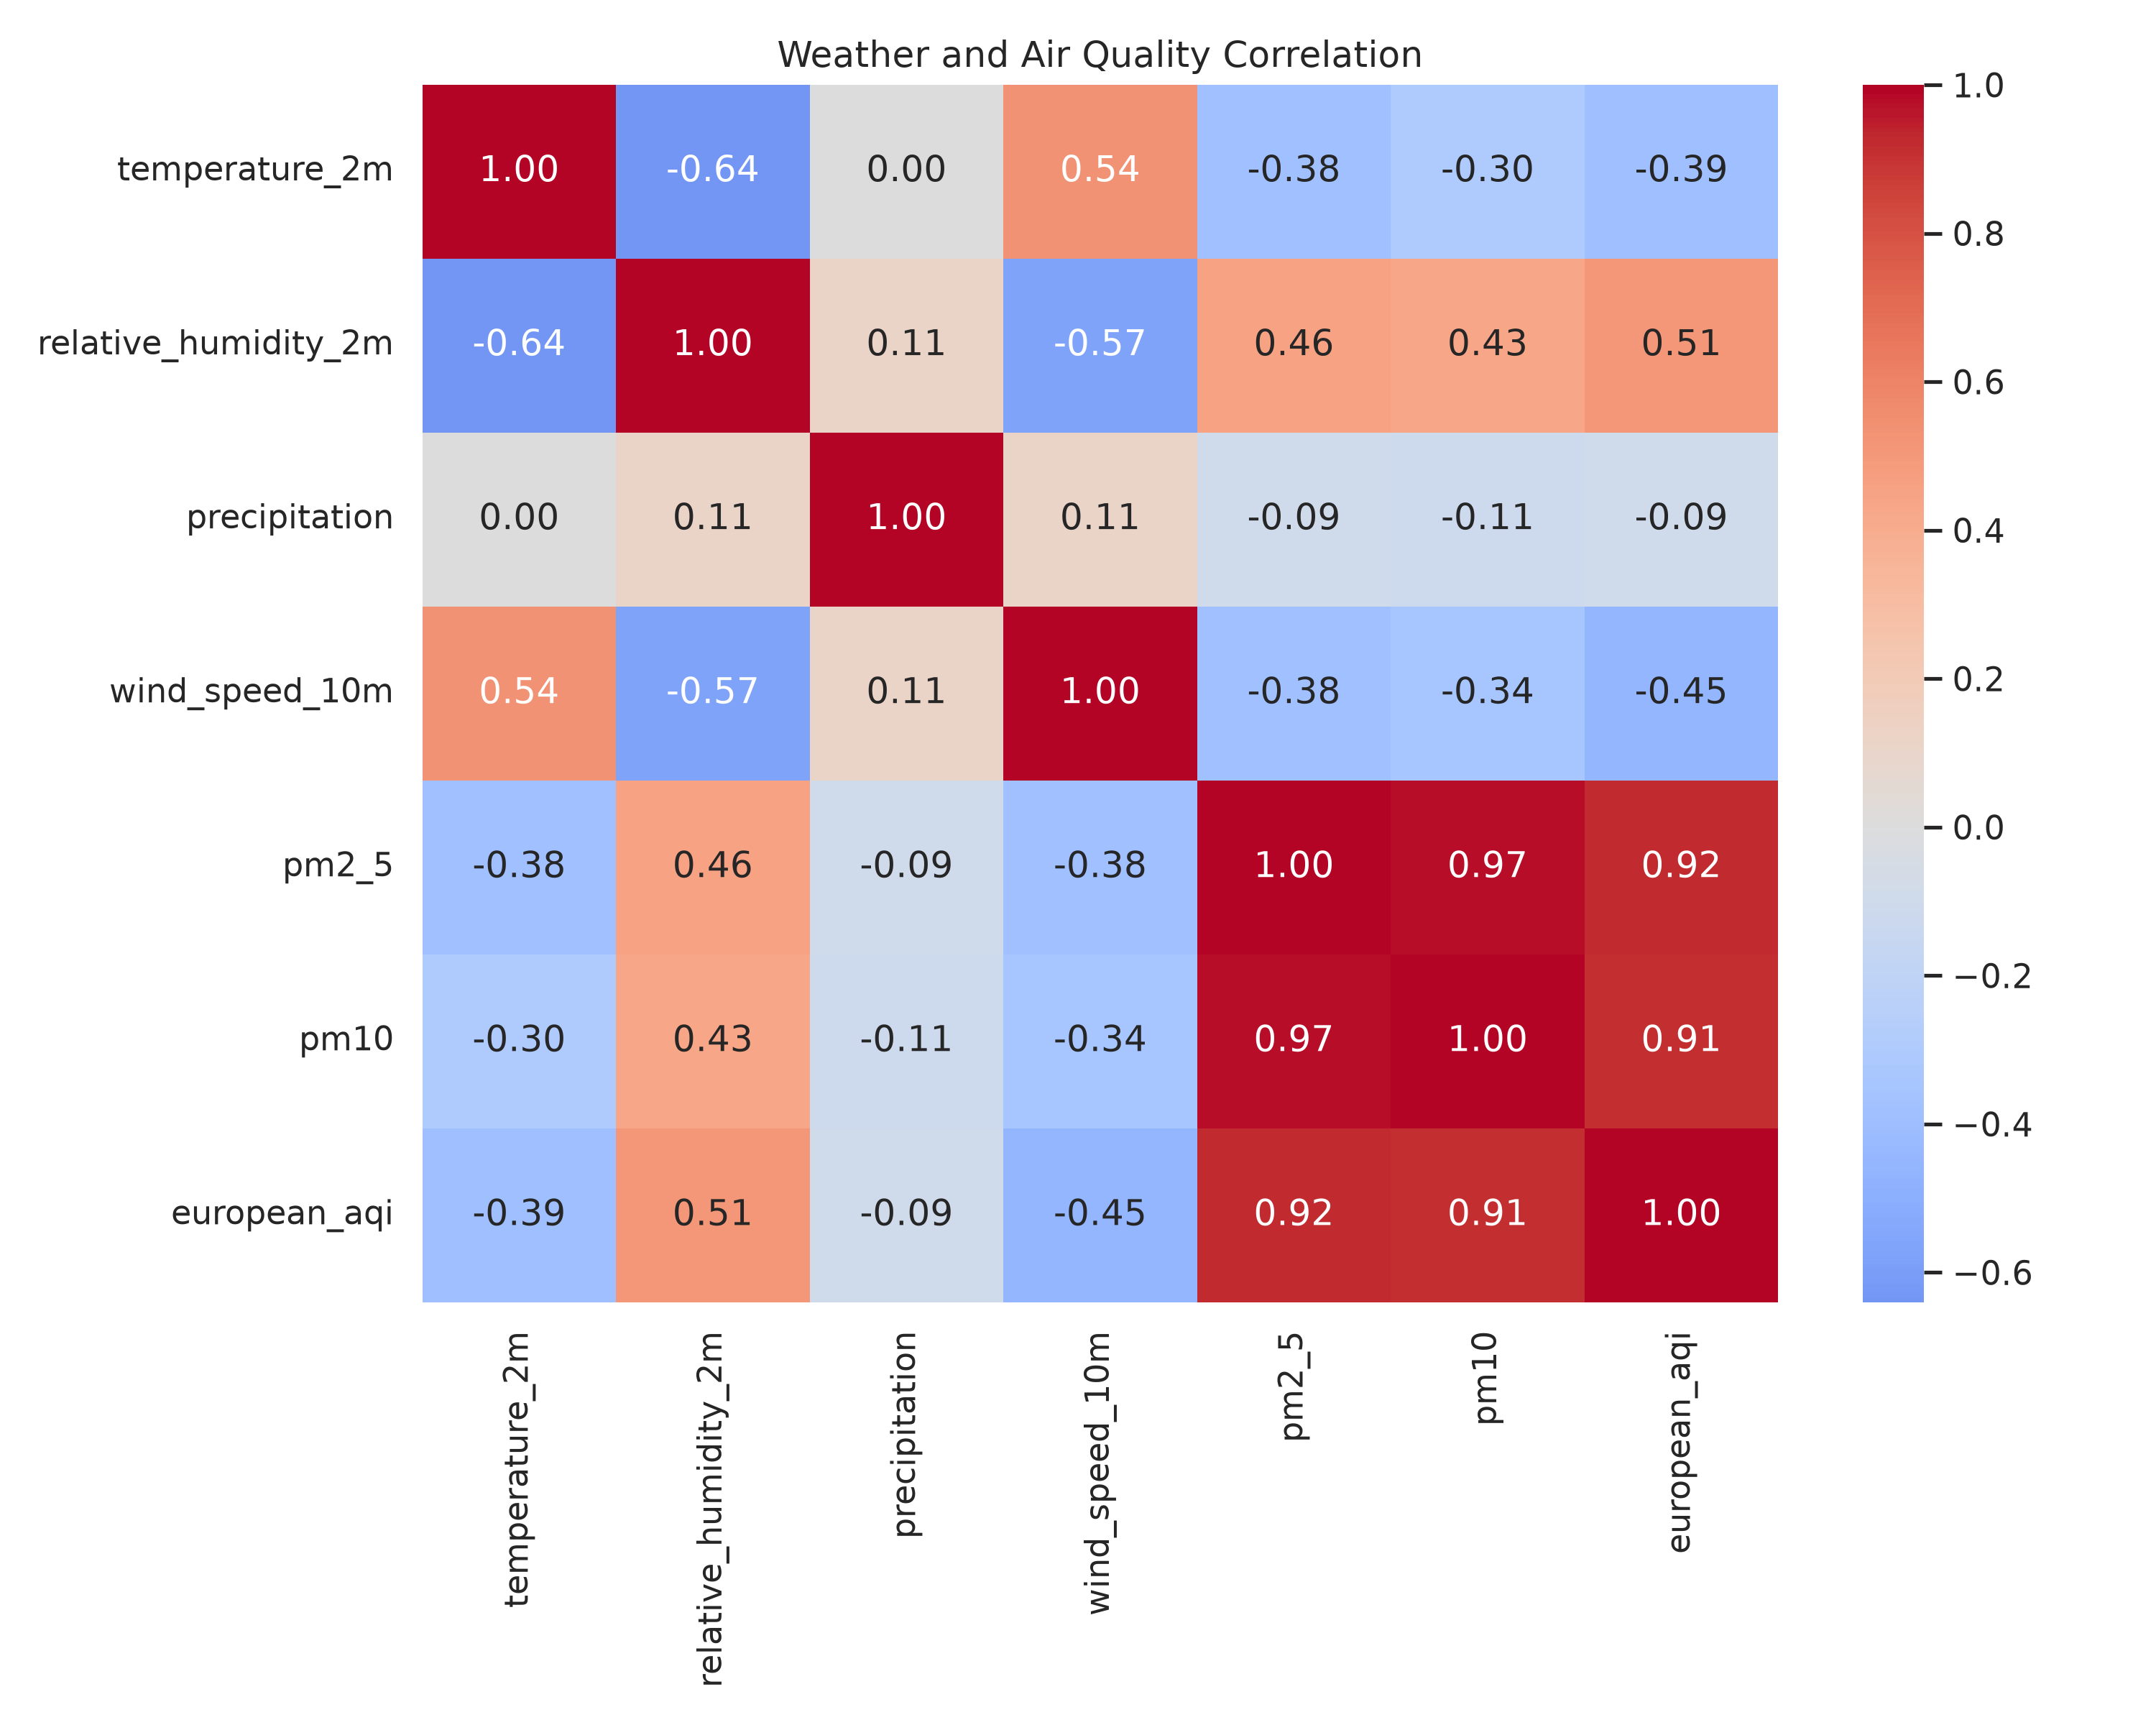 Weather and Air Quality Correlation
temperature_2m 1.00 -0.64 0.00 0.54 -0.38 -0.30 -0.39
relative_humidity_2m -0.64 1.00 0.11 -0.57 0.46 0.43 0.51
precipitation 0.00 0.11 1.00 0.11 -0.09 -0.11 -0.09
wind_speed_10m 0.54 -0.57 0.11 1.00 -0.38 -0.34 -0.45
pm2_5 -0.38 0.46 -0.09 -0.38 1.00 0.97 0.92
pm10 -0.30 0.43 -0.11 -0.34 0.97 1.00 0.91
european_aqi -0.39 0.51 -0.09 -0.45 0.92 0.91 1.00
temperature_2m
relative_humidity_2m
precipitation
wind_speed_10m
pm2_5
pm10
european_aqi
1.0
0.8
0.6
0.4
0.2
0.0
−0.2
−0.4
−0.6